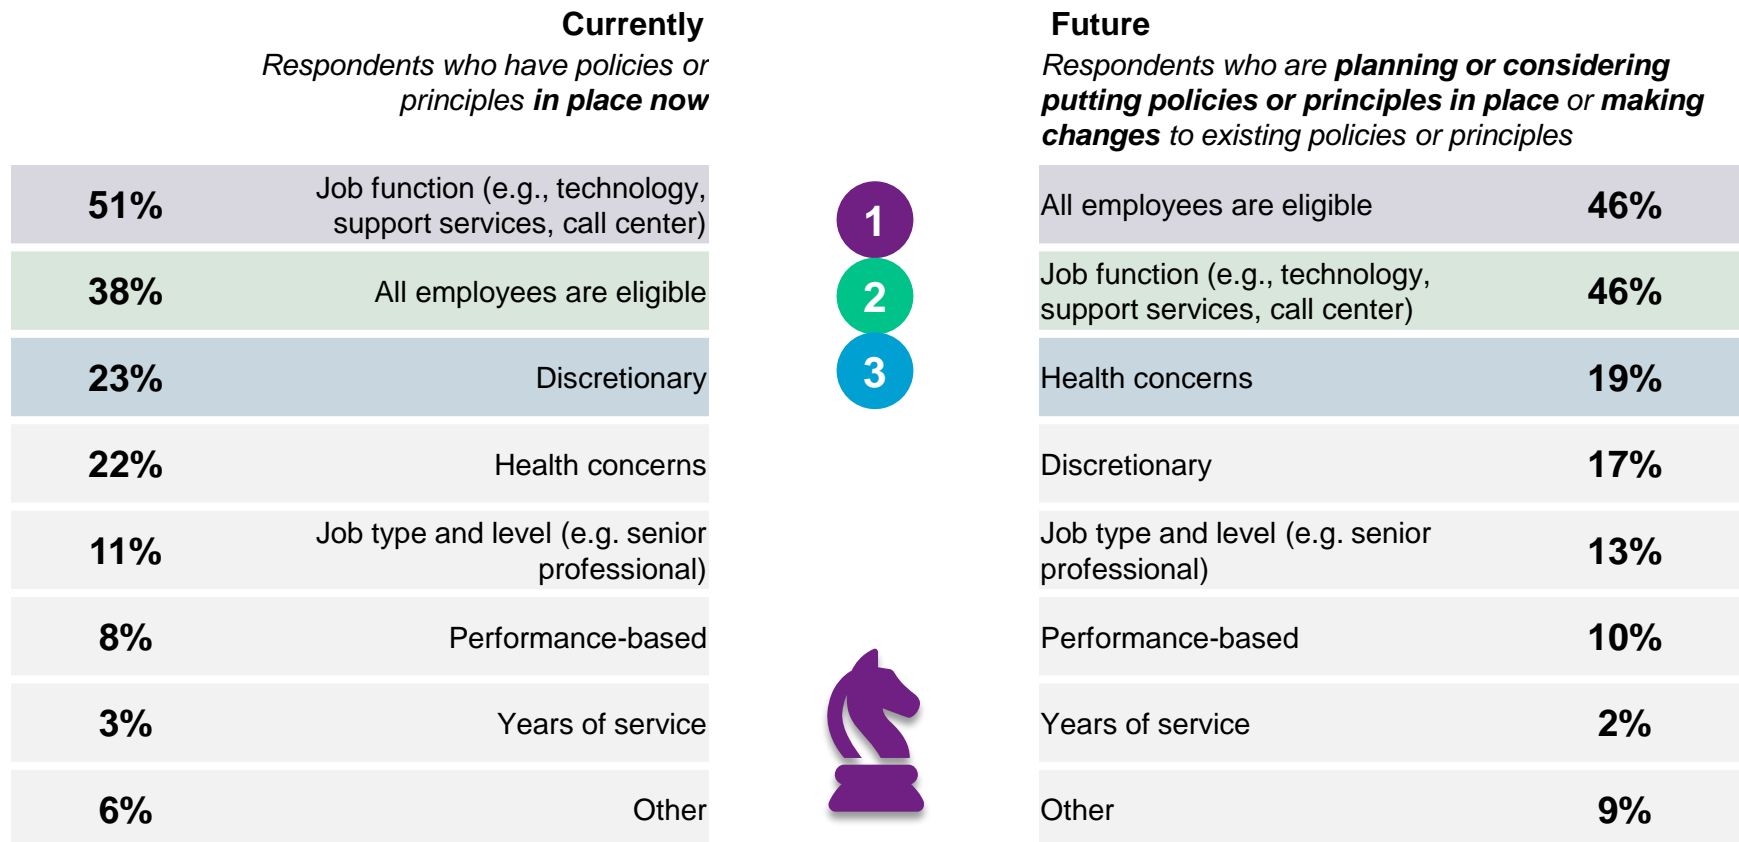 Currently
Respondents who have policies or
principles in place now
51%
Job function (e.g., technology,
support services, call center)
38%
All employees are eligible
23%
Discretionary
22%
Health concerns
11%
Job type and level (e.g. senior
professional)
8%
Performance-based
3%
Years of service
6%
Other
1
2
3
Future
Respondents who are planning or considering
putting policies or principles in place or making
changes to existing policies or principles
All employees are eligible
46%
Job function (e.g., technology,
support services, call center)
46%
Health concerns
19%
Discretionary
17%
Job type and level (e.g. senior
professional)
13%
Performance-based
10%
Years of service
2%
Other
9%